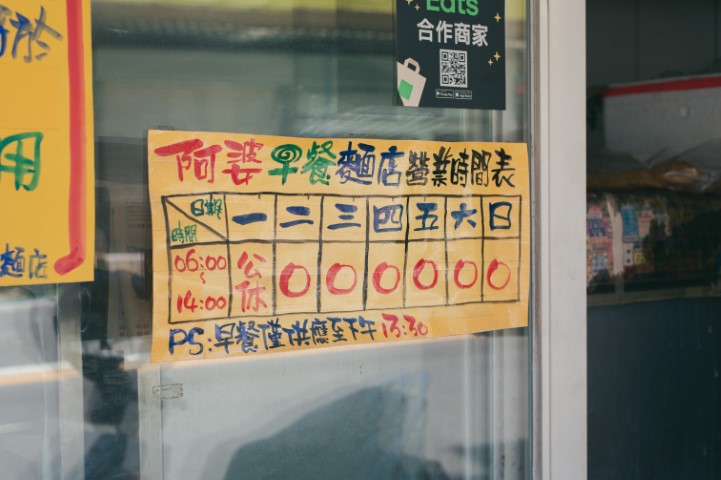 Eats
合作商家
用
麵店
阿婆早餐麵店營業時間表
日期 一 二 三 四 五 六 日
時間
06:00
~
14:00
公休 O O O O O O
PS:早餐僅供應至下午13:30